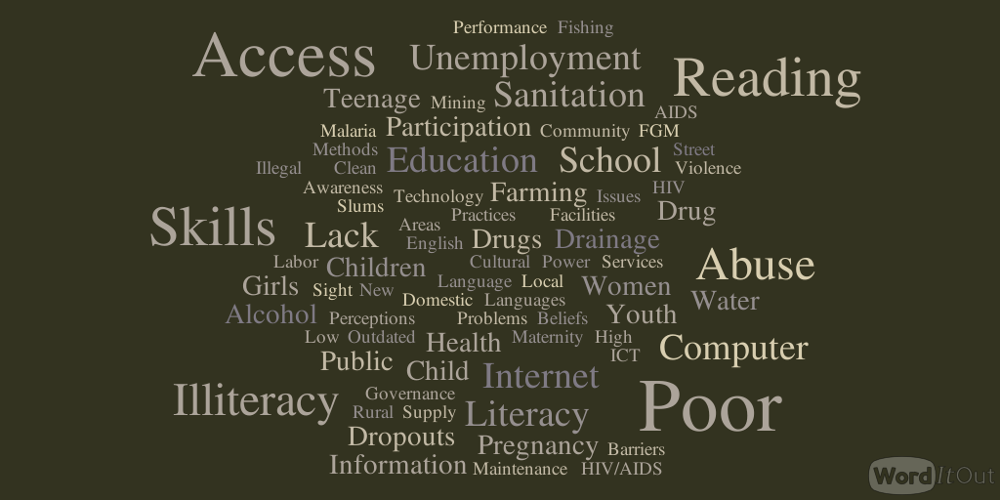 Performance Fishing
Access Unemployment Reading
Teenage Mining Sanitation
AIDS
Malaria Participation Community FGM
Methods Education School Street
Illegal Clean Violence
Awareness Technology Farming Issues HIV
Slums Practices Facilities Drug
Skills Lack Areas
English Drugs Drainage
Labor Children Cultural Power Services Abuse
Girls Sight New Language Local Women
Domestic Languages Water
Alcohol Perceptions Problems Beliefs Youth
Low Outdated Health Maternity High
Public ICT Computer
Child Internet
Illiteracy Governance Poor
Rural Supply Literacy
Dropouts Pregnancy Barriers
Information Maintenance HIV/AIDS
WordItOut